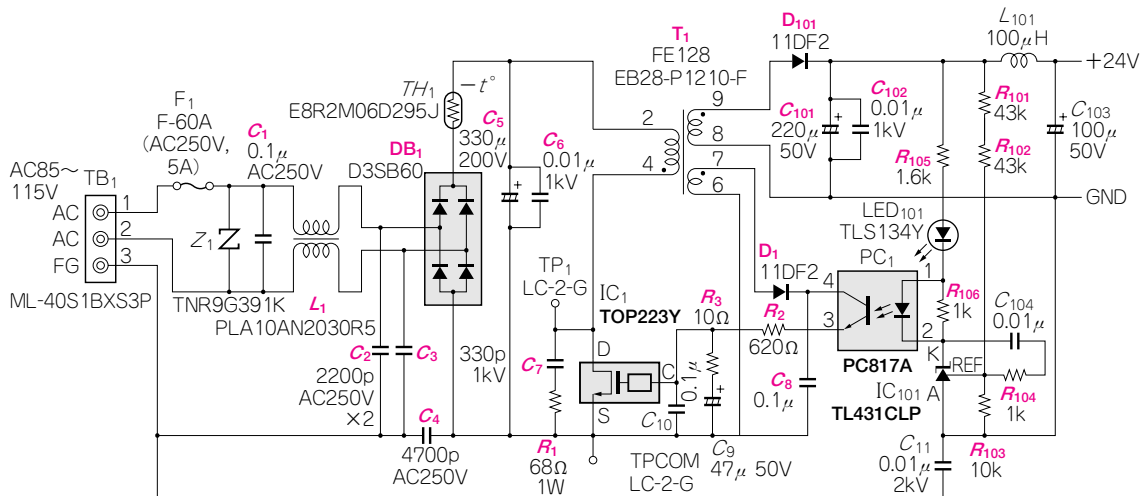 F₁
F-60A
(AC250V,
5A)
C₁
0.1μ
AC250V
AC85～
115V
TB₁
AC
AC
FG
1
2
3
ML-40S1BXS3P
Z₁
TNR9G391K
L₁
PLA10AN2030R5
TH₁
−t°
E8R2M06D295J
DB₁
D3SB60
C₂
C₃
2200p
AC250V
×2
C₄
4700p
AC250V
C₅
330μ
200V
C₆
0.01μ
1kV
T₁
FE128
EB28-P1210-F
2
4
9
8
7
6
TP₁
LC-2-G
330p
1kV
C₇
R₁
68Ω
1W
IC₁
TOP223Y
D
S
C
C₁₀
0.1μ
R₃
10Ω
C₉
47μ 50V
TPCOM
LC-2-G
R₂
620Ω
D₁
11DF2
C₈
0.1μ
PC₁
4
3
1
2
PC817A
D₁₀₁
11DF2
C₁₀₁
220μ
50V
C₁₀₂
0.01μ
1kV
R₁₀₅
1.6k
LED₁₀₁
TLS134Y
R₁₀₆
1k
R₁₀₁
43k
R₁₀₂
43k
L₁₀₁
100μH
C₁₀₃
100μ
50V
+24V
GND
C₁₀₄
0.01μ
K
REF
IC₁₀₁ A
TL431CLP
R₁₀₄
1k
R₁₀₃
10k
C₁₁
0.01μ
2kV